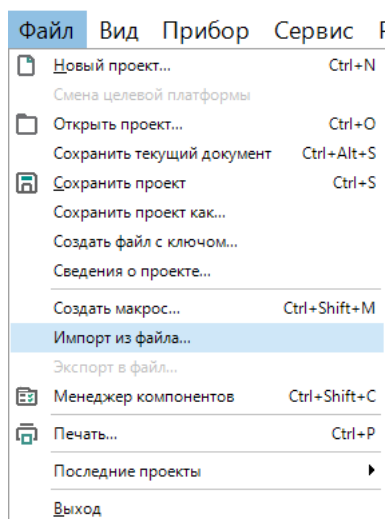 Файл Вид Прибор Сервис
Новый проект... Ctrl+N
Смена целевой платформы
Открыть проект... Ctrl+O
Сохранить текущий документ Ctrl+Alt+S
Сохранить проект Ctrl+S
Сохранить проект как...
Создать файл с ключом...
Сведения о проекте...
Создать макрос... Ctrl+Shift+M
Импорт из файла...
Экспорт в файл...
Менеджер компонентов Ctrl+Shift+C
Печать... Ctrl+P
Последние проекты
Выход